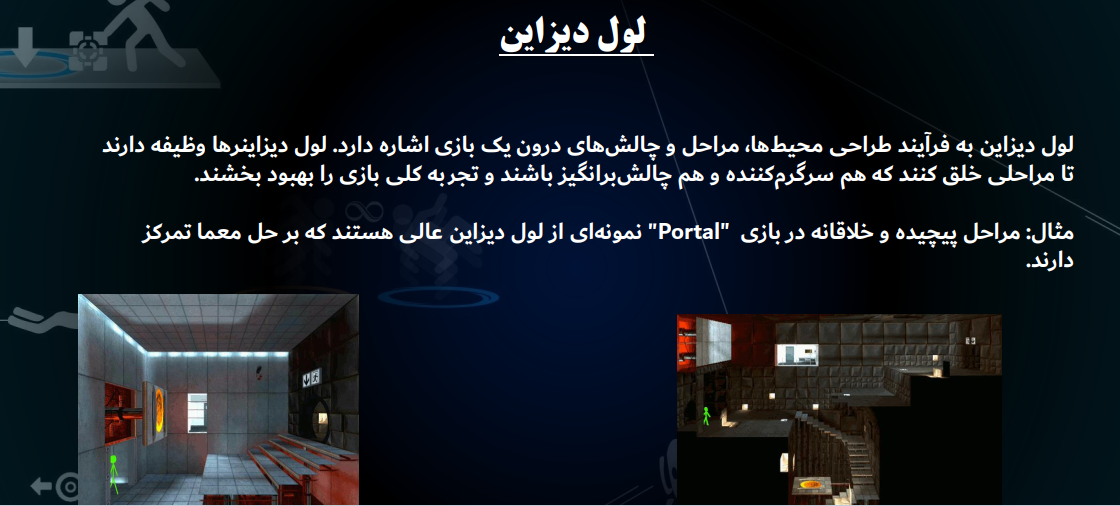 لول دیزاین
لول دیزاین به فرآیند طراحی محیط‌ها، مراحل و چالش‌های درون یک بازی اشاره دارد. لول دیزاینرها وظیفه دارند
تا مراحلی خلق کنند که هم سرگرم‌کننده و هم چالش‌برانگیز باشند و تجربه کلی بازی را بهبود بخشند.
مثال: مراحل پیچیده و خلاقانه در بازی "Portal" نمونه‌ای از لول دیزاین عالی هستند که بر حل معما تمرکز
دارند.